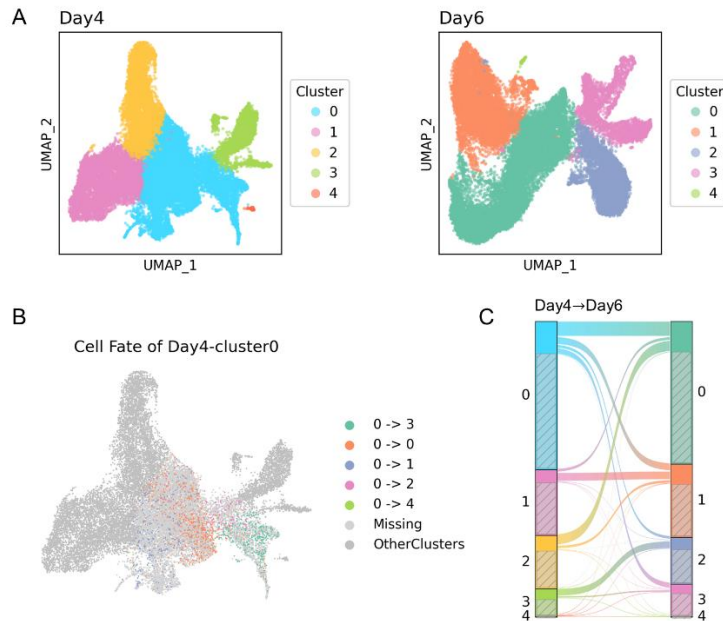 A
Day4
Day6
UMAP_2
UMAP_1
Cluster
0
1
2
3
4
UMAP_2
UMAP_1
Cluster
0
1
2
3
4
B
Cell Fate of Day4-cluster0
0 -> 3
0 -> 0
0 -> 1
0 -> 2
0 -> 4
Missing
OtherClusters
C
Day4→Day6
0
1
2
3
4
0
1
2
3
4